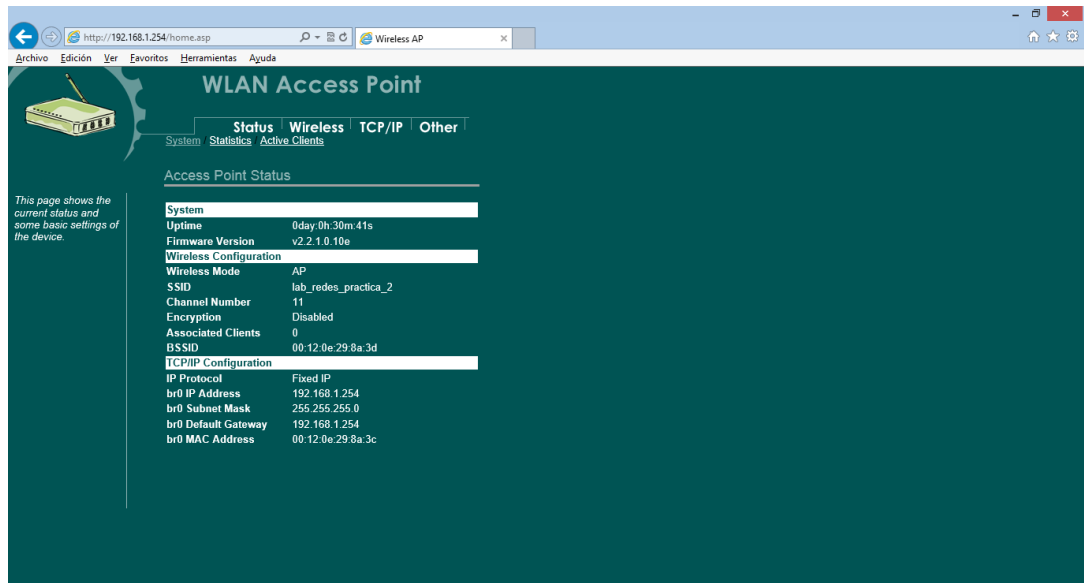 http://192.168.1.254/home.asp
Wireless AP
Archivo Edición Ver Favoritos Herramientas Ayuda
WLAN Access Point
Status Wireless TCP/IP Other
System / Statistics / Active Clients
Access Point Status
This page shows the
current status and
some basic settings of
the device.
System
Uptime 0day:0h:30m:41s
Firmware Version v2.2.1.0.10e
Wireless Configuration
Wireless Mode AP
SSID lab_redes_practica_2
Channel Number 11
Encryption Disabled
Associated Clients 0
BSSID 00:12:0e:29:8a:3d
TCP/IP Configuration
IP Protocol Fixed IP
br0 IP Address 192.168.1.254
br0 Subnet Mask 255.255.255.0
br0 Default Gateway 192.168.1.254
br0 MAC Address 00:12:0e:29:8a:3c